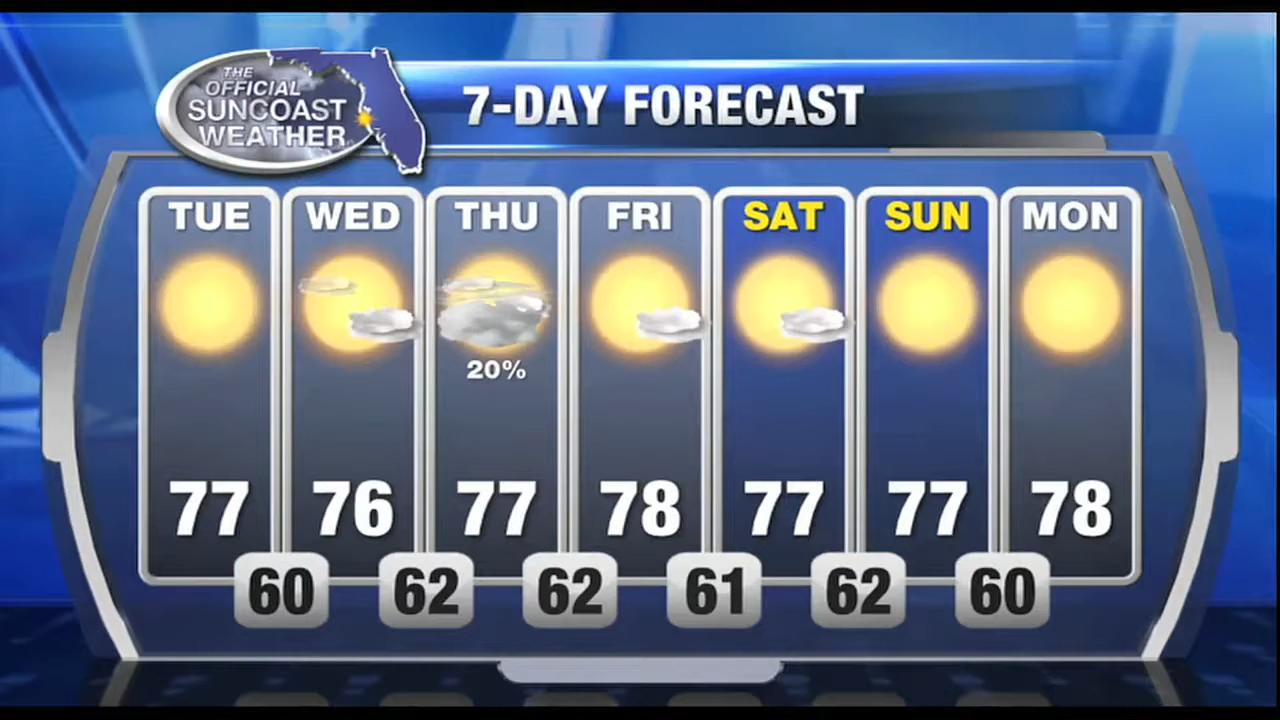 THE
OFFICIAL
SUNCOAST
WEATHER
7-DAY FORECAST
TUE WED THU FRI SAT SUN MON
20%
77 76 77 78 77 77 78
60 62 62 61 62 60